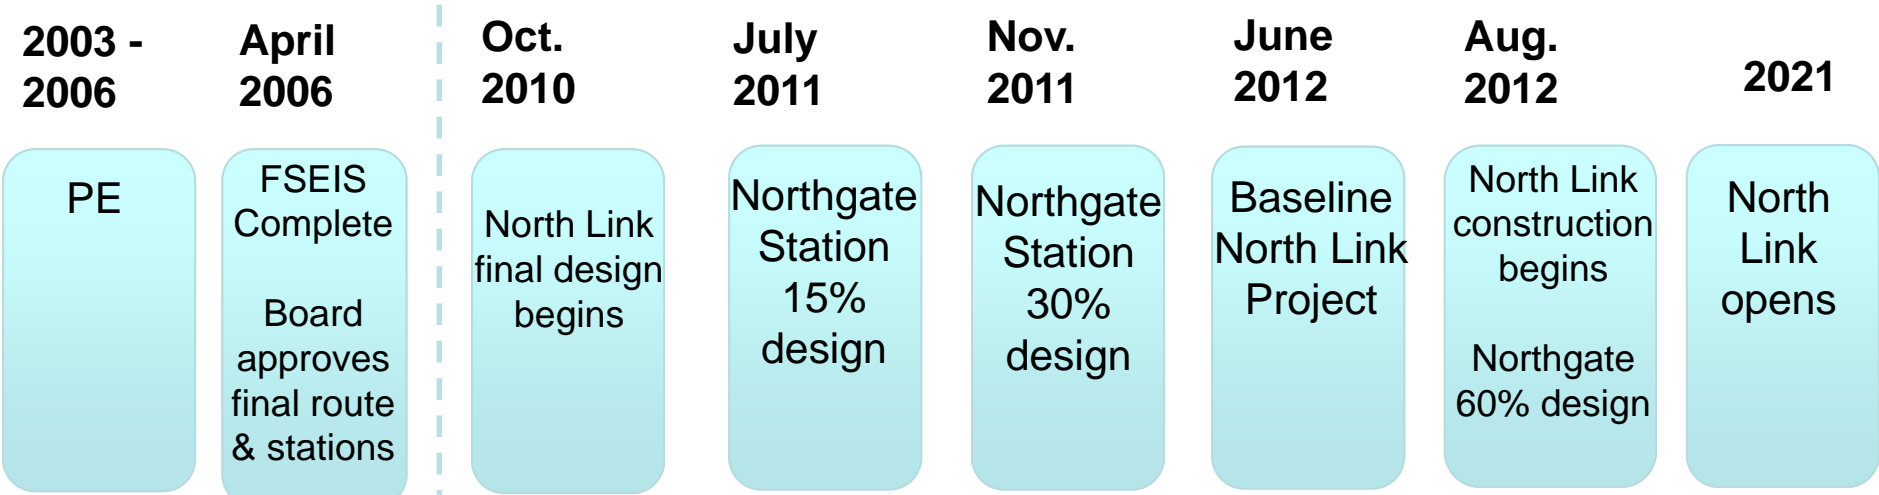 2003 -
2006
April
2006
Oct.
2010
July
2011
Nov.
2011
June
2012
Aug.
2012
2021
PE
FSEIS
Complete
Board
approves
final route
& stations
North Link
final design
begins
Northgate
Station
15%
design
Northgate
Station
30%
design
Baseline
North Link
Project
North Link
construction
begins
Northgate
60% design
North
Link
opens